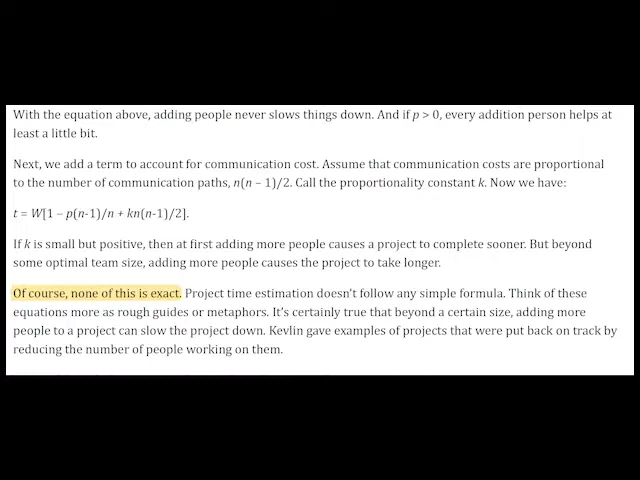 With the equation above, adding people never slows things down. And if p > 0, every addition person helps at
least a little bit.
Next, we add a term to account for communication cost. Assume that communication costs are proportional
to the number of communication paths, n(n – 1)/2. Call the proportionality constant k. Now we have:
t = W[1 – p(n-1)/n + kn(n-1)/2].
If k is small but positive, then at first adding more people causes a project to complete sooner. But beyond
some optimal team size, adding more people causes the project to take longer.
Of course, none of this is exact. Project time estimation doesn’t follow any simple formula. Think of these
equations more as rough guides or metaphors. It’s certainly true that beyond a certain size, adding more
people to a project can slow the project down. Kevlin gave examples of projects that were put back on track by
reducing the number of people working on them.